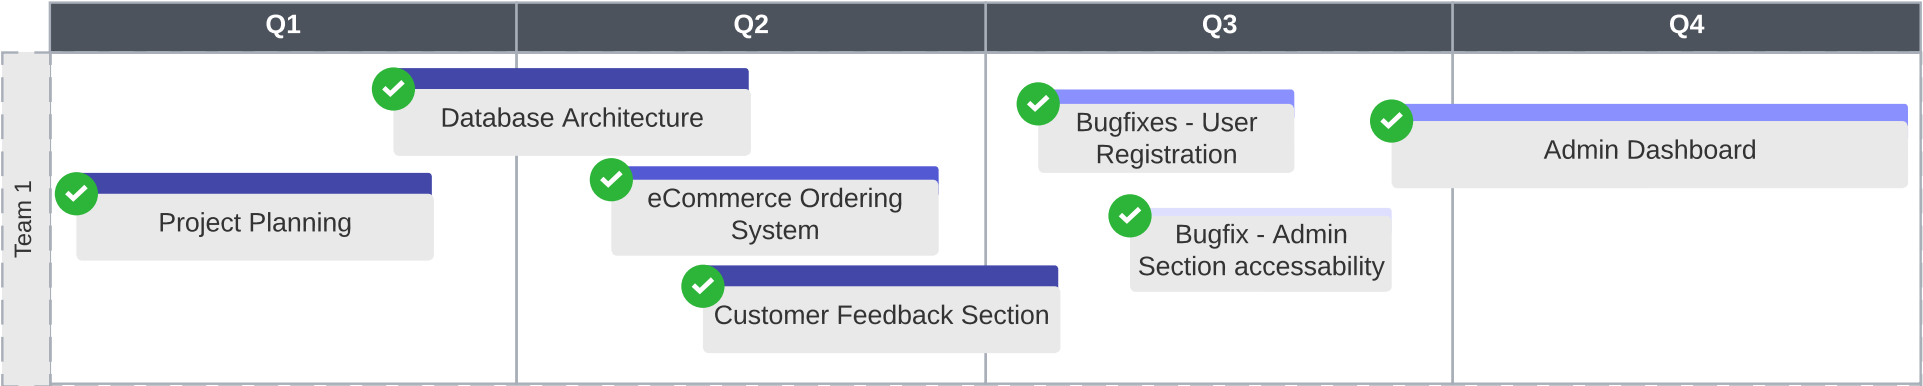 Q1
Q2
Q3
Q4
Team 1
Database Architecture
Project Planning
eCommerce Ordering
System
Customer Feedback Section
Bugfixes - User
Registration
Bugfix - Admin
Section accessability
Admin Dashboard